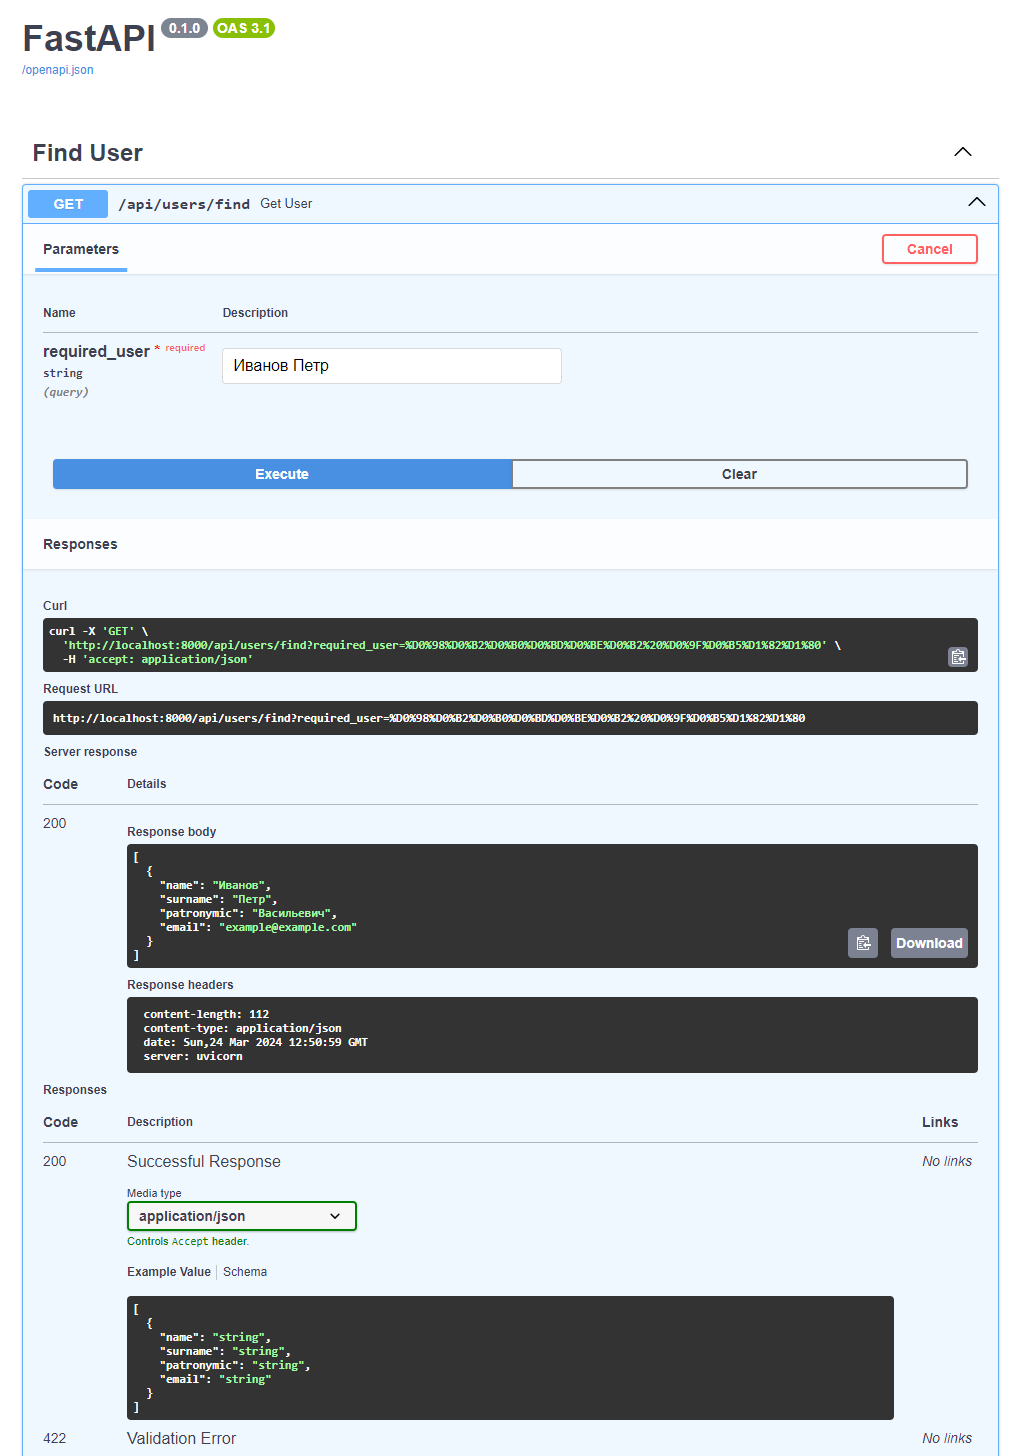 FastAPI 0.1.0 OAS 3.1
/openapi.json
Find User
GET /api/users/find Get User
Parameters Cancel
Name Description
required_user * required
string
(query)
Иванов Петр
Execute Clear
Responses
Curl
curl -X 'GET' \
  'http://localhost:8000/api/users/find?required_user=%D0%98%D0%B2%D0%B0%D0%BD%D0%BE%D0%B2%20%D0%9F%D0%B5%D1%82%D1%80' \
  -H 'accept: application/json'
Request URL
http://localhost:8000/api/users/find?required_user=%D0%98%D0%B2%D0%B0%D0%BD%D0%BE%D0%B2%20%D0%9F%D0%B5%D1%82%D1%80
Server response
Code Details
200
Response body
[
  {
    "name": "Иванов",
    "surname": "Петр",
    "patronymic": "Васильевич",
    "email": "example@example.com"
  }
]
Download
Response headers
content-length: 112
content-type: application/json
date: Sun,24 Mar 2024 12:50:59 GMT
server: uvicorn
Responses
Code Description Links
200 Successful Response No links
Media type
application/json
Controls Accept header.
Example Value Schema
[
  {
    "name": "string",
    "surname": "string",
    "patronymic": "string",
    "email": "string"
  }
]
422 Validation Error No links